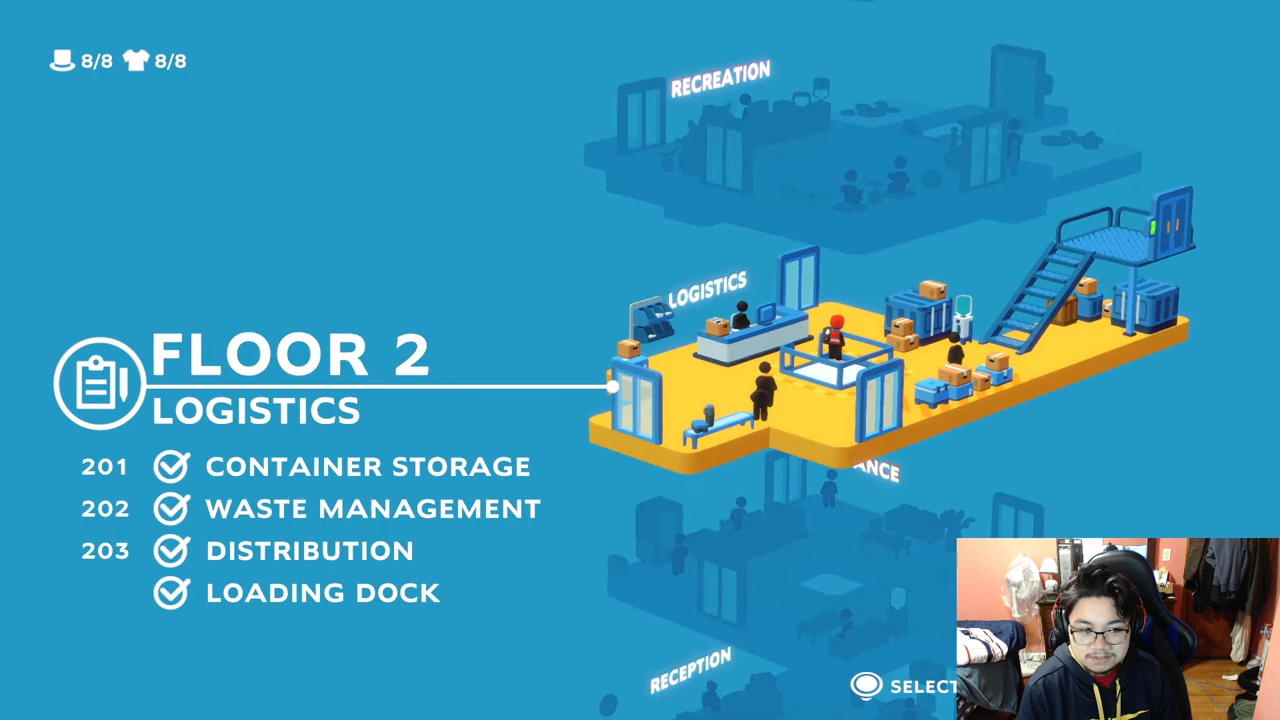 8/8 8/8
RECREATION
LOGISTICS
FLOOR 2
LOGISTICS
201 CONTAINER STORAGE
202 WASTE MANAGEMENT
203 DISTRIBUTION
LOADING DOCK
ANCE
RECEPTION
SELECT